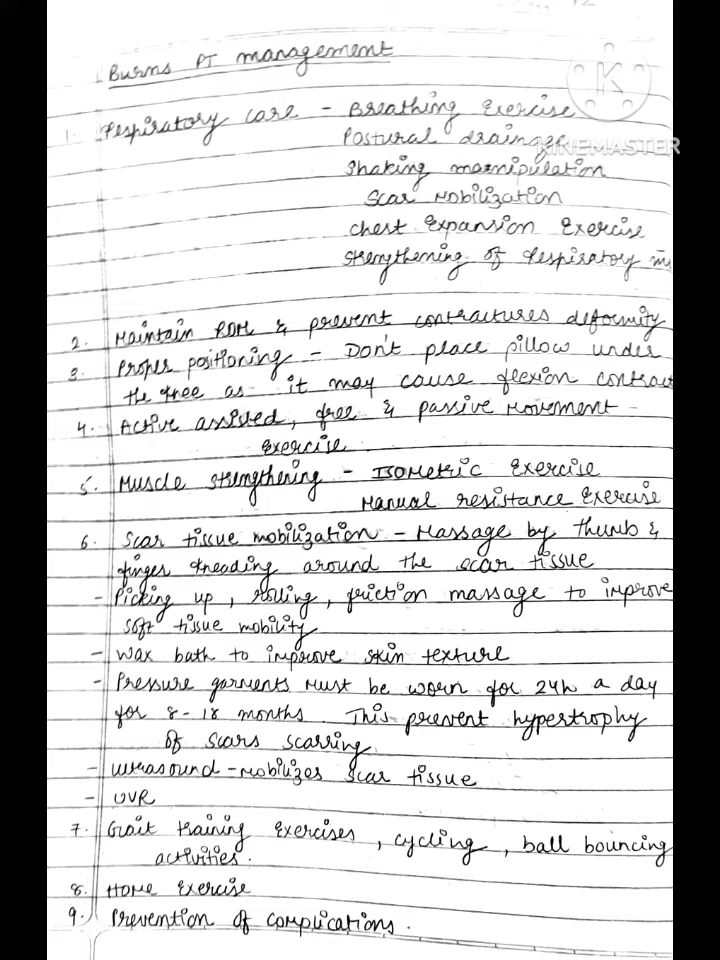 Burns PT management
K
KINEMASTER
1. respiratory care - Breathing Exercise
Postural drainage
Shaking manipulation
Scar Mobilization
Chest Expansion Exercise
Strengthening of respiratory
2. Maintain ROM & prevent contractures deformity
3. Proper positioning - Don't place pillow under
the as it may cause flexion contract
4. Active assisted, free & passive Movement
Exercise.
5. Muscle strengthening - Isometric Exercise
Manual resistance Exercise
6. Scar tissue mobilization - Massage by thumb &
finger kneading around the scar tissue
- Picking up, rolling, friction massage to improve
soft tissue mobility
- Wax bath to improve skin texture
- Pressure garments must be worn for 24h a day
for 8-18 months. This prevent hypertrophy
of scars scarring
- Ultrasound - Mobilizes scar tissue
- UVR
7. Gait training exercises, cycling, ball bouncing
activities.
8. Home Exercise
9. Prevention of complications.